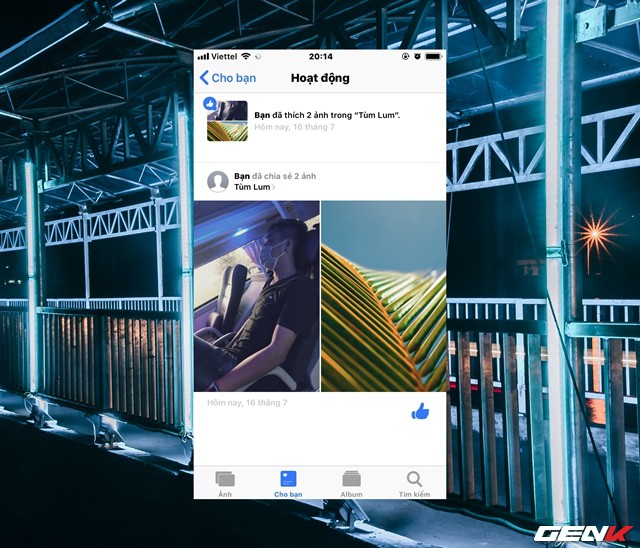 Viettel
20:14
Cho bạn
Hoạt động
Bạn đã thích 2 ảnh trong “Tùm Lum”.
Hôm nay, 16 tháng 7
Bạn đã chia sẻ 2 ảnh
Tùm Lum
Hôm nay, 16 tháng 7
Ảnh
Cho bạn
Album
Tìm kiếm
GENK